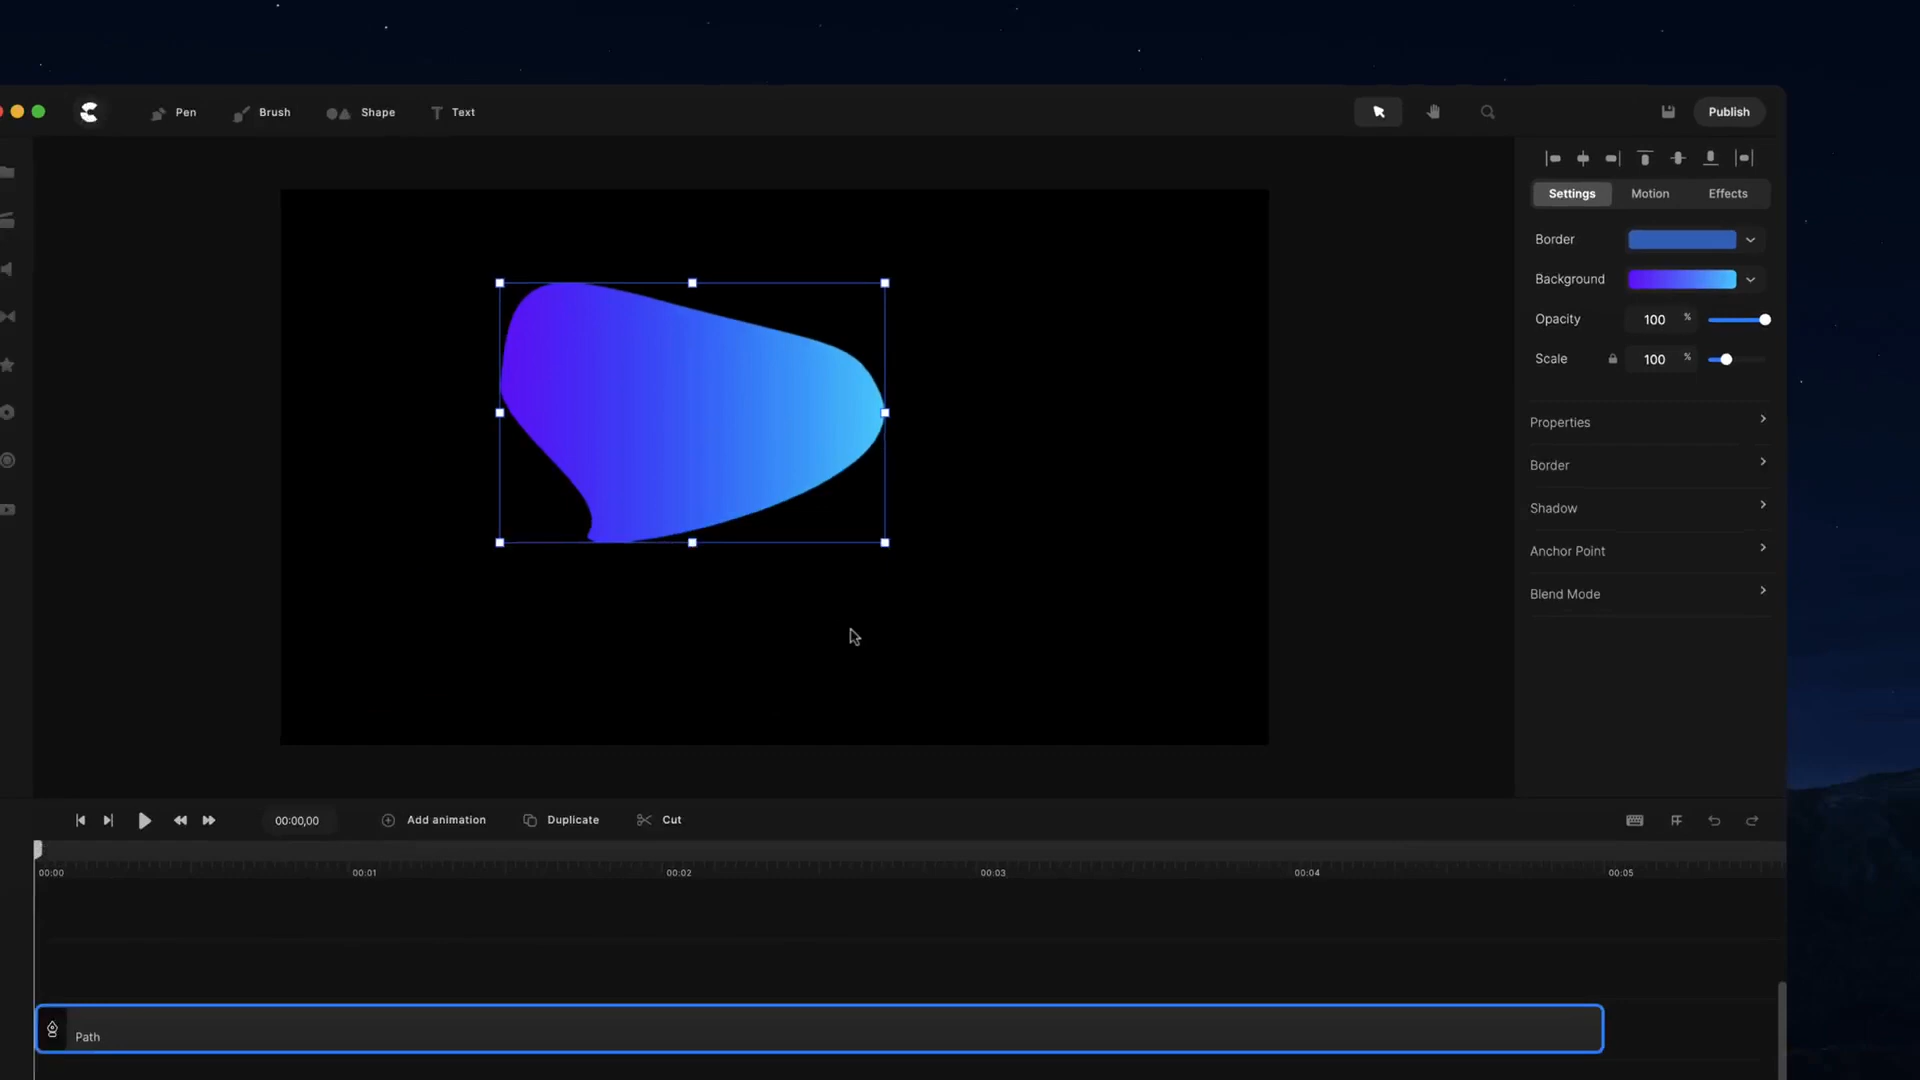 Pen
Brush
Shape
Text
Publish
Settings
Motion
Effects
Border
Background
Opacity
100 %
Scale
100 %
Properties
Border
Shadow
Anchor Point
Blend Mode
00:00,00
Add animation
Duplicate
Cut
00:00
00:01
00:02
00:03
00:04
00:05
Path